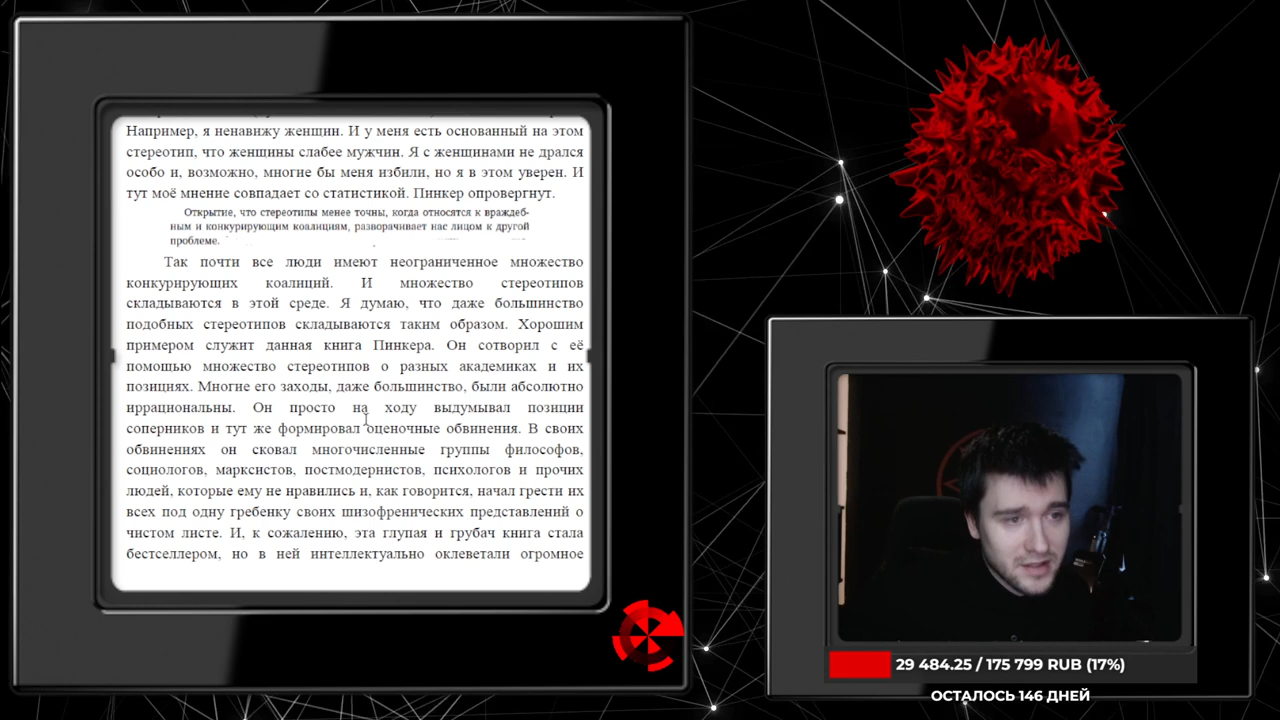 Например, я ненавижу женщин. И у меня есть основанный на этом
стереотип, что женщины слабее мужчин. Я с женщинами не дрался
особо и, возможно, многие бы меня избили, но я в этом уверен. И
тут моё мнение совпадает со статистикой. Пинкер опровергнут.
Открытие, что стереотипы менее точны, когда относятся к враждеб-
ным и конкурирующим коалициям, разворачивает нас лицом к другой
проблеме.
Так почти все люди имеют неограниченное множество
конкурирующих коалиций. И множество стереотипов
складываются в этой среде. Я думаю, что даже большинство
подобных стереотипов складываются таким образом. Хорошим
примером служит данная книга Пинкера. Он сотворил с её
помощью множество стереотипов о разных академиках и их
позициях. Многие его заходы, даже большинство, были абсолютно
иррациональны. Он просто на ходу выдумывал позиции
соперников и тут же формировал оценочные обвинения. В своих
обвинениях он сковал многочисленные группы философов,
социологов, марксистов, постмодернистов, психологов и прочих
людей, которые ему не нравились и, как говорится, начал грести их
всех под одну гребенку своих шизофренических представлений о
чистом листе. И, к сожалению, эта глупая и грубач книга стала
бестселлером, но в ней интеллектуально оклеветали огромное
29 484.25 / 175 799 RUB (17%)
ОСТАЛОСЬ 146 ДНЕЙ